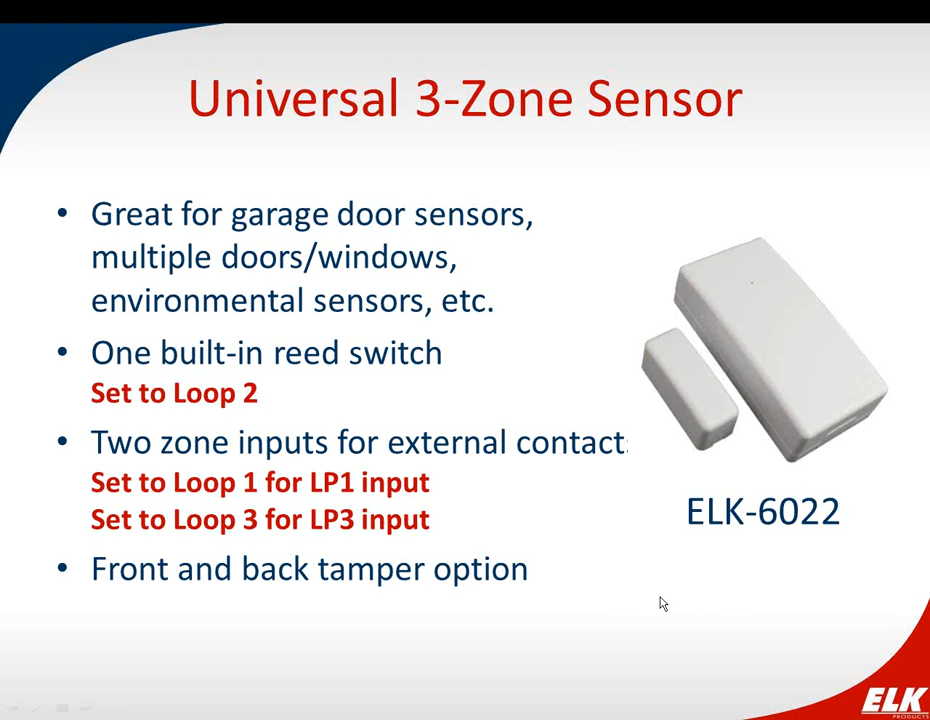 Universal 3-Zone Sensor
• Great for garage door sensors,
multiple doors/windows,
environmental sensors, etc.
• One built-in reed switch
Set to Loop 2
• Two zone inputs for external contacts
Set to Loop 1 for LP1 input
Set to Loop 3 for LP3 input
• Front and back tamper option
ELK-6022
ELK
PRODUCTS